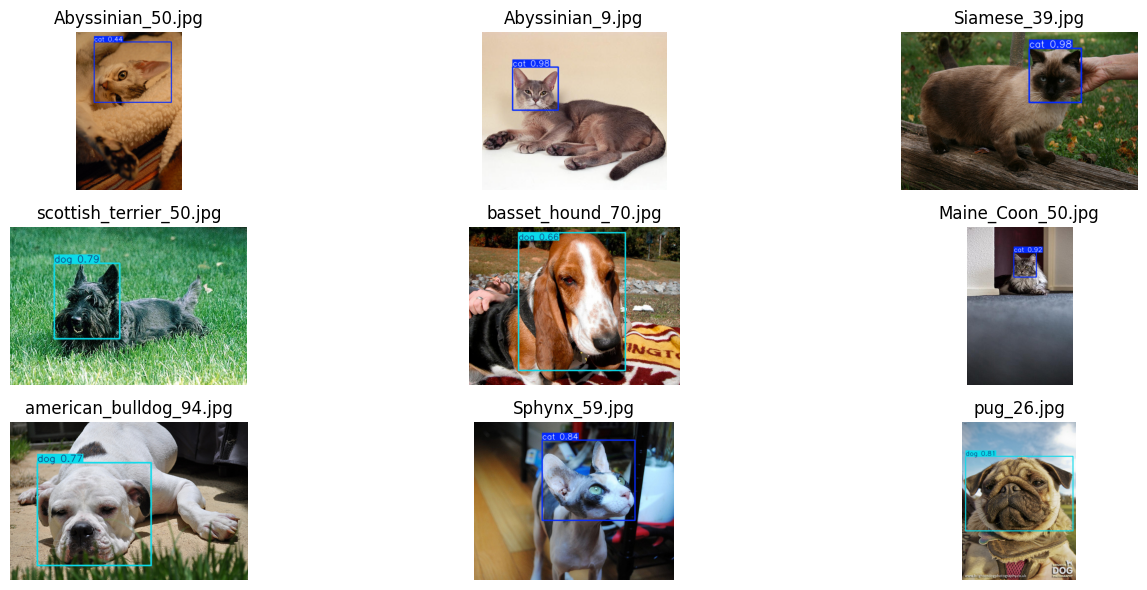 Abyssinian_50.jpg
cat 0.44
Abyssinian_9.jpg
cat 0.98
Siamese_39.jpg
cat 0.98
scottish_terrier_50.jpg
dog 0.79
basset_hound_70.jpg
dog 0.66
Maine_Coon_50.jpg
cat 0.92
american_bulldog_94.jpg
dog 0.77
Sphynx_59.jpg
cat 0.84
pug_26.jpg
dog 0.81
DOG